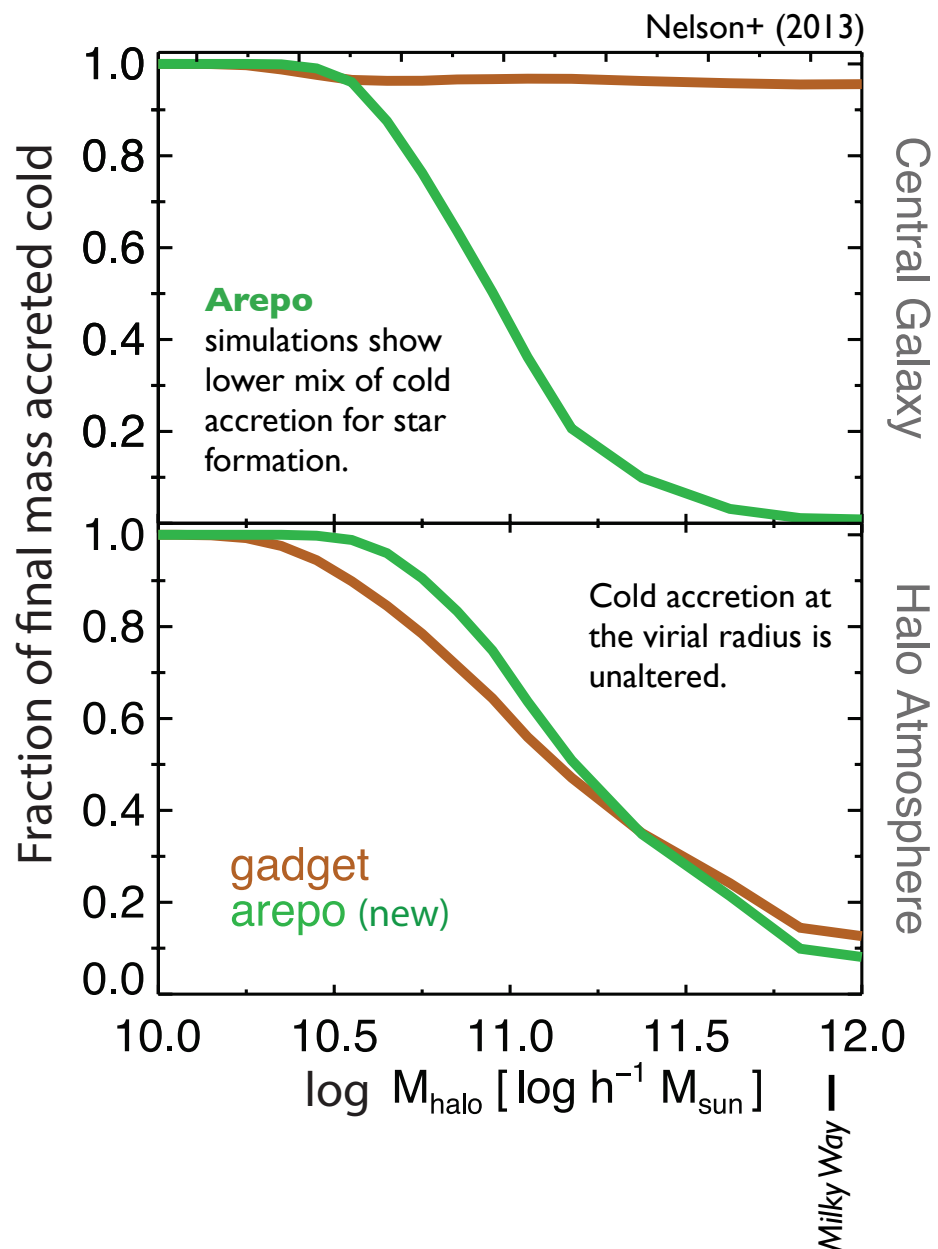 Nelson+ (2013)
Fraction of final mass accreted cold
1.0
0.8
0.6
0.4
0.2
Arepo
simulations show
lower mix of cold
accretion for star
formation.
Central Galaxy
1.0
0.8
0.6
0.4
0.2
0.0
Cold accretion at
the virial radius is
unaltered.
gadget
arepo (new)
Halo Atmosphere
10.0 10.5 11.0 11.5 12.0
log M_halo [ log h⁻¹ M_sun ]
Milky Way